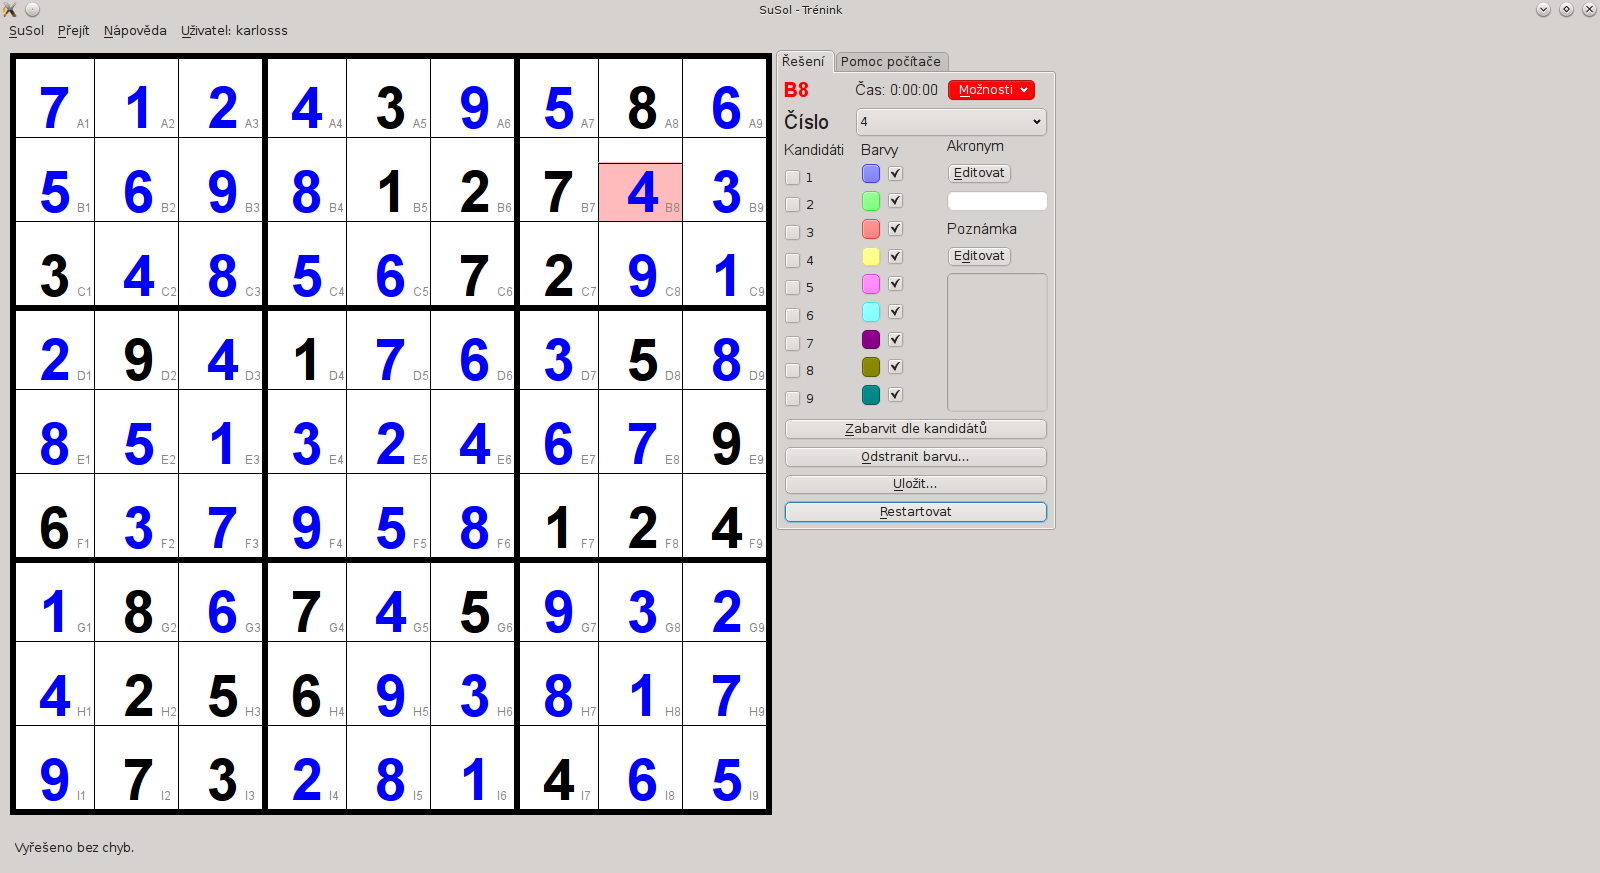 SuSol - Trénink
SuSol Přejít Nápověda Uživatel: karlosss
7 A1 1 A2 2 A3 4 A4 3 A5 9 A6 5 A7 8 A8 6 A9
5 B1 6 B2 9 B3 8 B4 1 B5 2 B6 7 B7 4 B8 3 B9
3 C1 4 C2 8 C3 5 C4 6 C5 7 C6 2 C7 9 C8 1 C9
2 D1 9 D2 4 D3 1 D4 7 D5 6 D6 3 D7 5 D8 8 D9
8 E1 5 E2 1 E3 3 E4 2 E5 4 E6 6 E7 7 E8 9 E9
6 F1 3 F2 7 F3 9 F4 5 F5 8 F6 1 F7 2 F8 4 F9
1 G1 8 G2 6 G3 7 G4 4 G5 5 G6 9 G7 3 G8 2 G9
4 H1 2 H2 5 H3 6 H4 9 H5 3 H6 8 H7 1 H8 7 H9
9 I1 7 I2 3 I3 2 I4 8 I5 1 I6 4 I7 6 I8 5 I9
Řešení Pomoc počítače
B8 Čas: 0:00:00 Možnosti
Číslo 4
Kandidáti Barvy Akronym
1 Editovat
2
3 Poznámka
4 Editovat
5
6
7
8
9
Zabarvit dle kandidátů
Odstranit barvu...
Uložit...
Restartovat
Vyřešeno bez chyb.